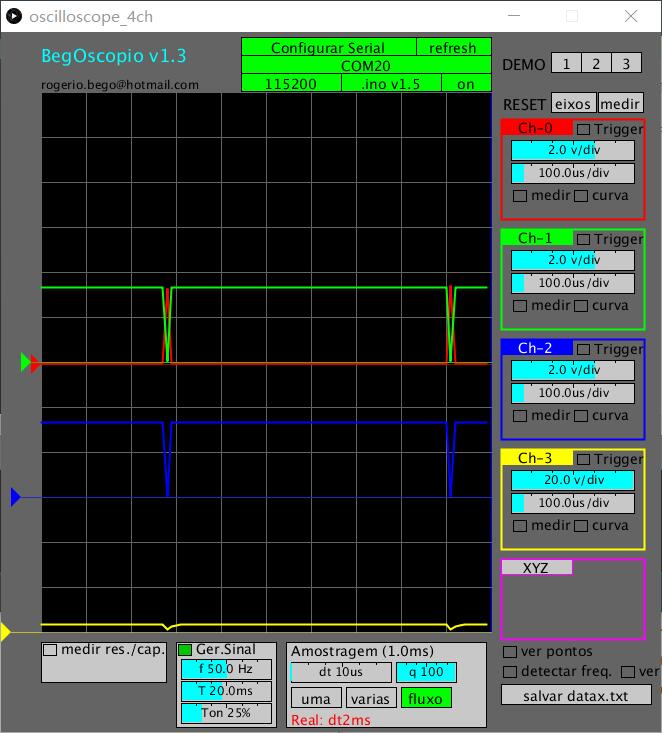 oscilloscope_4ch
BegOscopio v1.3
rogerio.bego@hotmail.com
Configurar Serial refresh
COM20
115200 .ino v1.5 on
DEMO 1 2 3
RESET eixos medir
Ch-0 Trigger
2.0 v/div
100.0us/div
medir curva
Ch-1 Trigger
2.0 v/div
100.0us/div
medir curva
Ch-2 Trigger
2.0 v/div
100.0us/div
medir curva
Ch-3 Trigger
20.0 v/div
100.0us/div
medir curva
XYZ
medir res./cap.
Ger.Sinal
f 50.0 Hz
T 20.0ms
Ton 25%
Amostragem (1.0ms)
dt 10us q 100
uma varias fluxo
Real: dt2ms
ver pontos
detectar freq. ver
salvar datax.txt